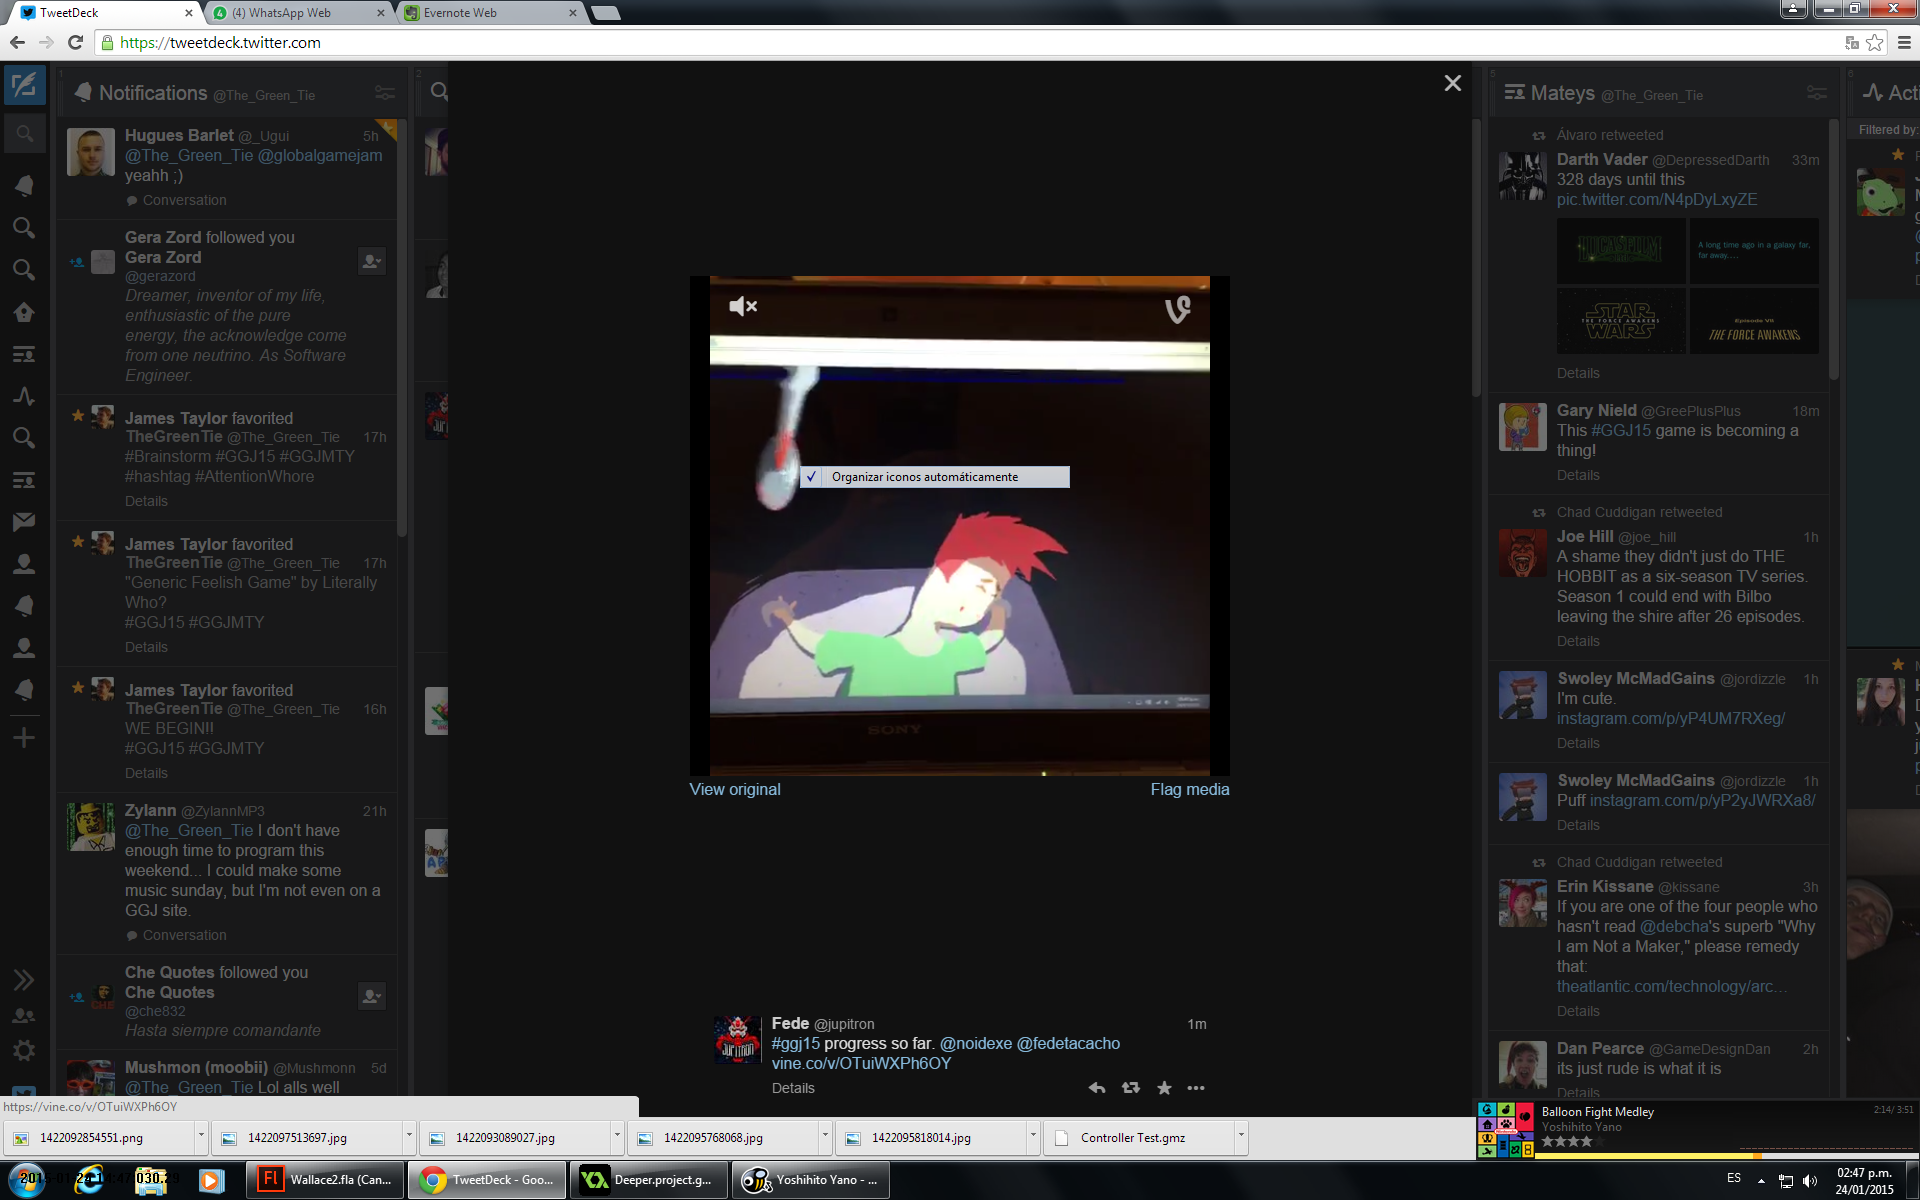 TweetDeck
(4) WhatsApp Web
Evernote Web
https://tweetdeck.twitter.com
1
Notifications @The_Green_Tie
Hugues Barlet @_Ugui 5h
@The_Green_Tie @globalgamejam
yeahh ;)
Conversation
Gera Zord followed you
Gera Zord
@gerazord
Dreamer, inventor of my life,
enthusiastic of the pure
energy, the acknowledge come
from one neutrino. As Software
Engineer.
James Taylor favorited
TheGreenTie @The_Green_Tie 17h
#Brainstorm #GGJ15 #GGJMTY
#hashtag #AttentionWhore
Details
James Taylor favorited
TheGreenTie @The_Green_Tie 17h
"Generic Feelish Game" by Literally
Who?
#GGJ15 #GGJMTY
Details
James Taylor favorited
TheGreenTie @The_Green_Tie 16h
WE BEGIN!!
#GGJ15 #GGJMTY
Details
Zylann @ZylannMP3 21h
@The_Green_Tie I don't have
enough time to program this
weekend... I could make some
music sunday, but I'm not even on a
GGJ site.
Conversation
Che Quotes followed you
Che Quotes
@che832
Hasta siempre comandante
Mushmon (moobii) @Mushmonn 5d
@The_Green_Tie Lol alls well
https://vine.co/v/OTuiWXPh6OY
2
Organizar iconos automáticamente
SONY
View original
Flag media
JUPITRON
Fede @jupitron 1m
#ggj15 progress so far. @noidexe @fedetacacho
vine.co/v/OTuiWXPh6OY
Details
5
Mateys @The_Green_Tie
Álvaro retweeted
Darth Vader @DepressedDarth 33m
328 days until this
pic.twitter.com/N4pDyLxyZE
LUCASFILM
A long time ago in a galaxy far,
far away....
STAR
THE FORCE AWAKENS
WARS
Episode VII
THE FORCE AWAKENS
Details
Gary Nield @GreePlusPlus 18m
This #GGJ15 game is becoming a
thing!
Details
Chad Cuddigan retweeted
Joe Hill @joe_hill 1h
A shame they didn't just do THE
HOBBIT as a six-season TV series.
Season 1 could end with Bilbo
leaving the shire after 26 episodes.
Details
Swoley McMadGains @jordizzle 1h
I'm cute.
instagram.com/p/yP4UM7RXeg/
Details
Swoley McMadGains @jordizzle 1h
Puff instagram.com/p/yP2yJWRXa8/
Details
Chad Cuddigan retweeted
Erin Kissane @kissane 3h
If you are one of the four people who
hasn't read @debcha's superb "Why
I am Not a Maker," please remedy
that:
theatlantic.com/technology/arc…
Details
Dan Pearce @GameDesignDan 2h
its just rude is what it is
Details
6
Acti
Filtered by:
Balloon Fight Medley
Yoshihito Yano
2:14/ 3:51
1422092854551.png
1422097513697.jpg
1422093089027.jpg
1422095768068.jpg
1422095818014.jpg
Controller Test.gmz
Wallace2.fla (Can...
TweetDeck - Goo...
Deeper.project.g...
Yoshihito Yano - ...
ES
02:47 p.m.
24/01/2015